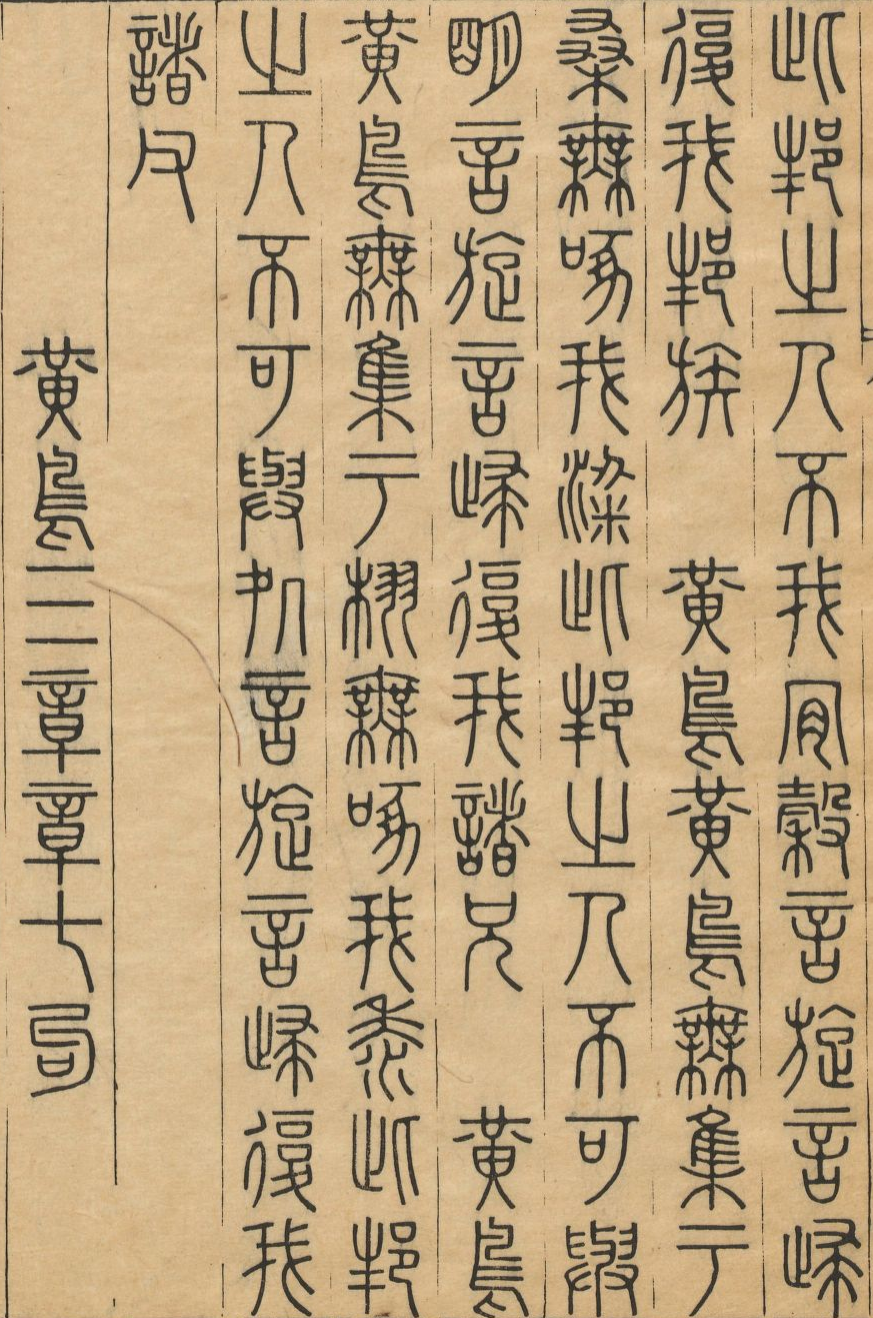 此邦之人不我肎穀言旋言歸
復我邦族　黃鳥黃鳥無集于
桑無啄我粱此邦之人不可與
朙言旋言歸復我諸兄　黃鳥
黃鳥無集于栩無啄我黍此邦
之人不可與処言旋言歸復我
諸父
黃鳥三章章七句